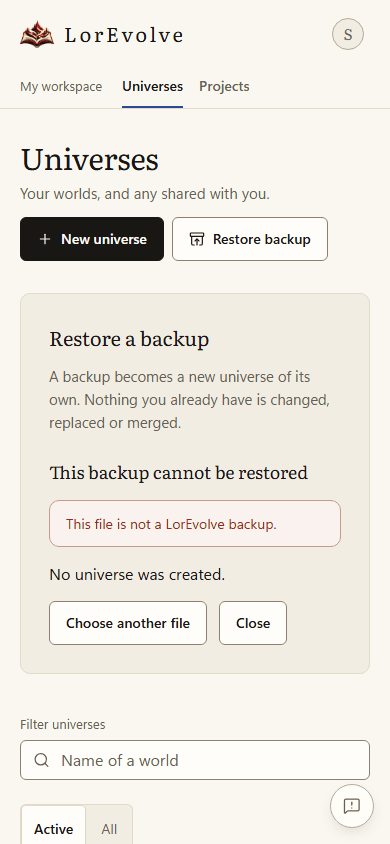 LorEvolve
S
My workspace
Universes
Projects
Universes
Your worlds, and any shared with you.
New universe
Restore backup
Restore a backup
A backup becomes a new universe of its
own. Nothing you already have is changed,
replaced or merged.
This backup cannot be restored
This file is not a LorEvolve backup.
No universe was created.
Choose another file
Close
Filter universes
Name of a world
Active
All